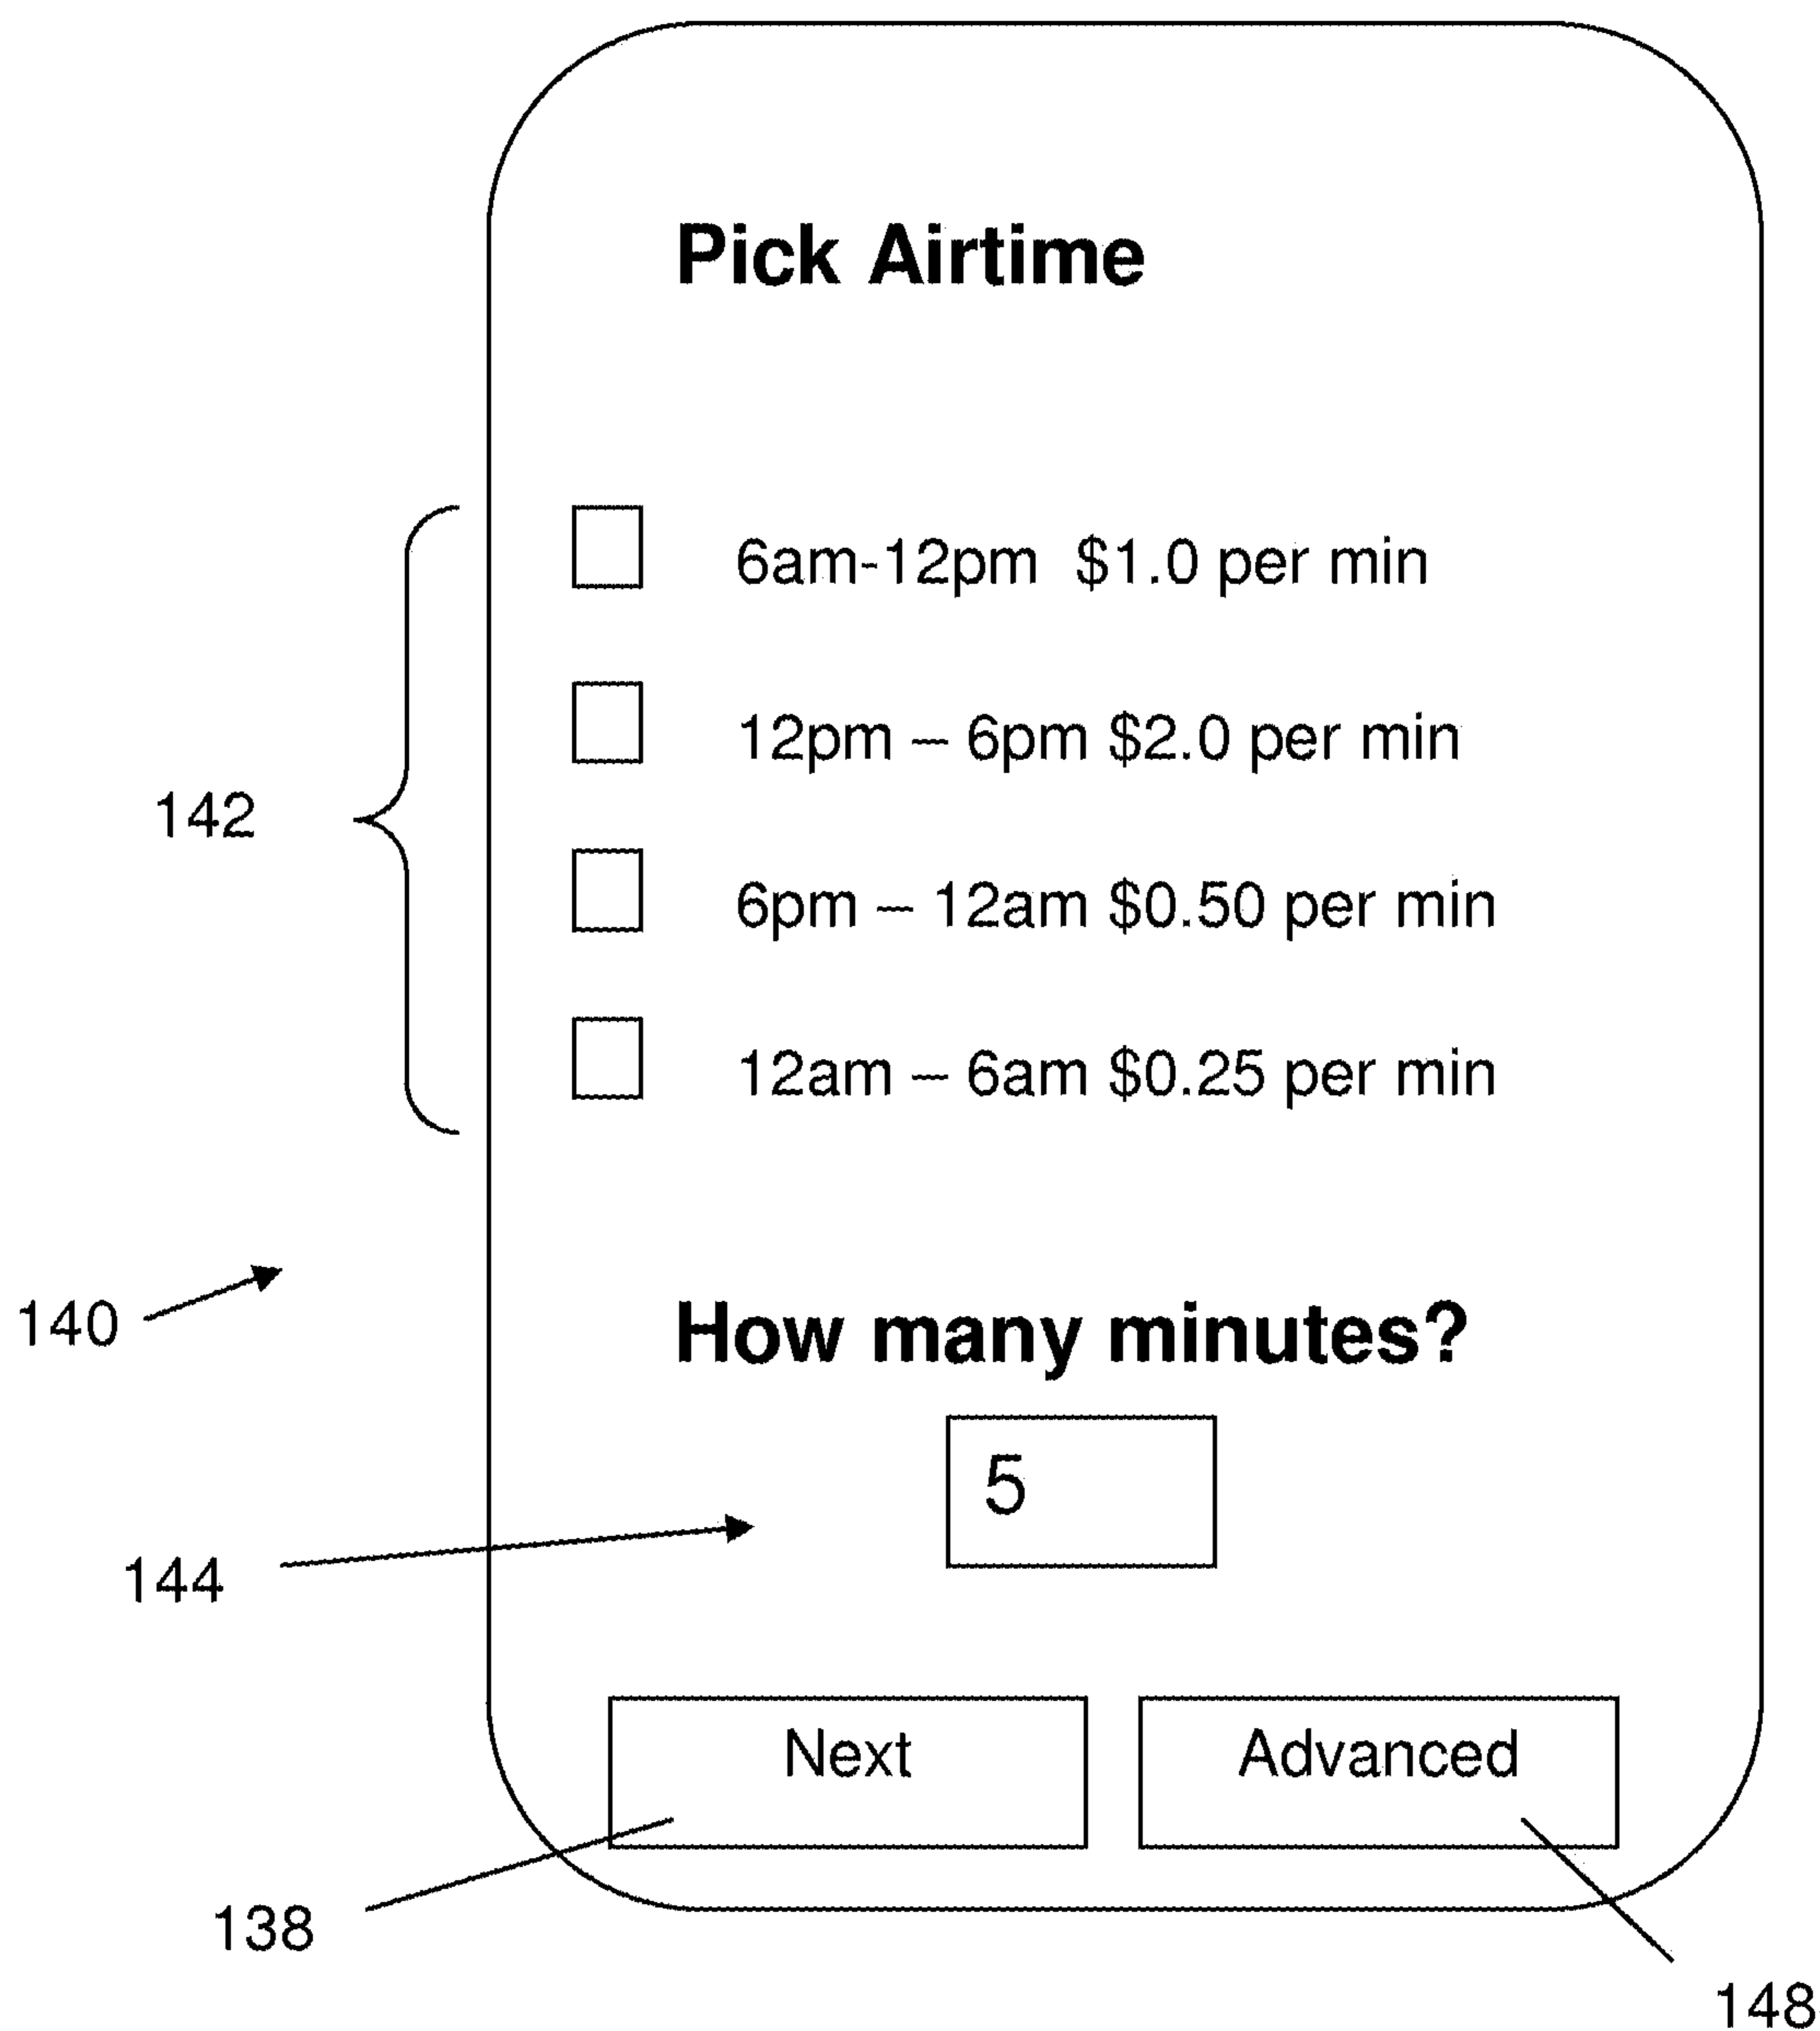 Pick Airtime
6am-12pm $1.0 per min
12pm – 6pm $2.0 per min
142
6pm – 12am $0.50 per min
12am – 6am $0.25 per min
140
How many minutes?
5
144
Next
Advanced
138
148